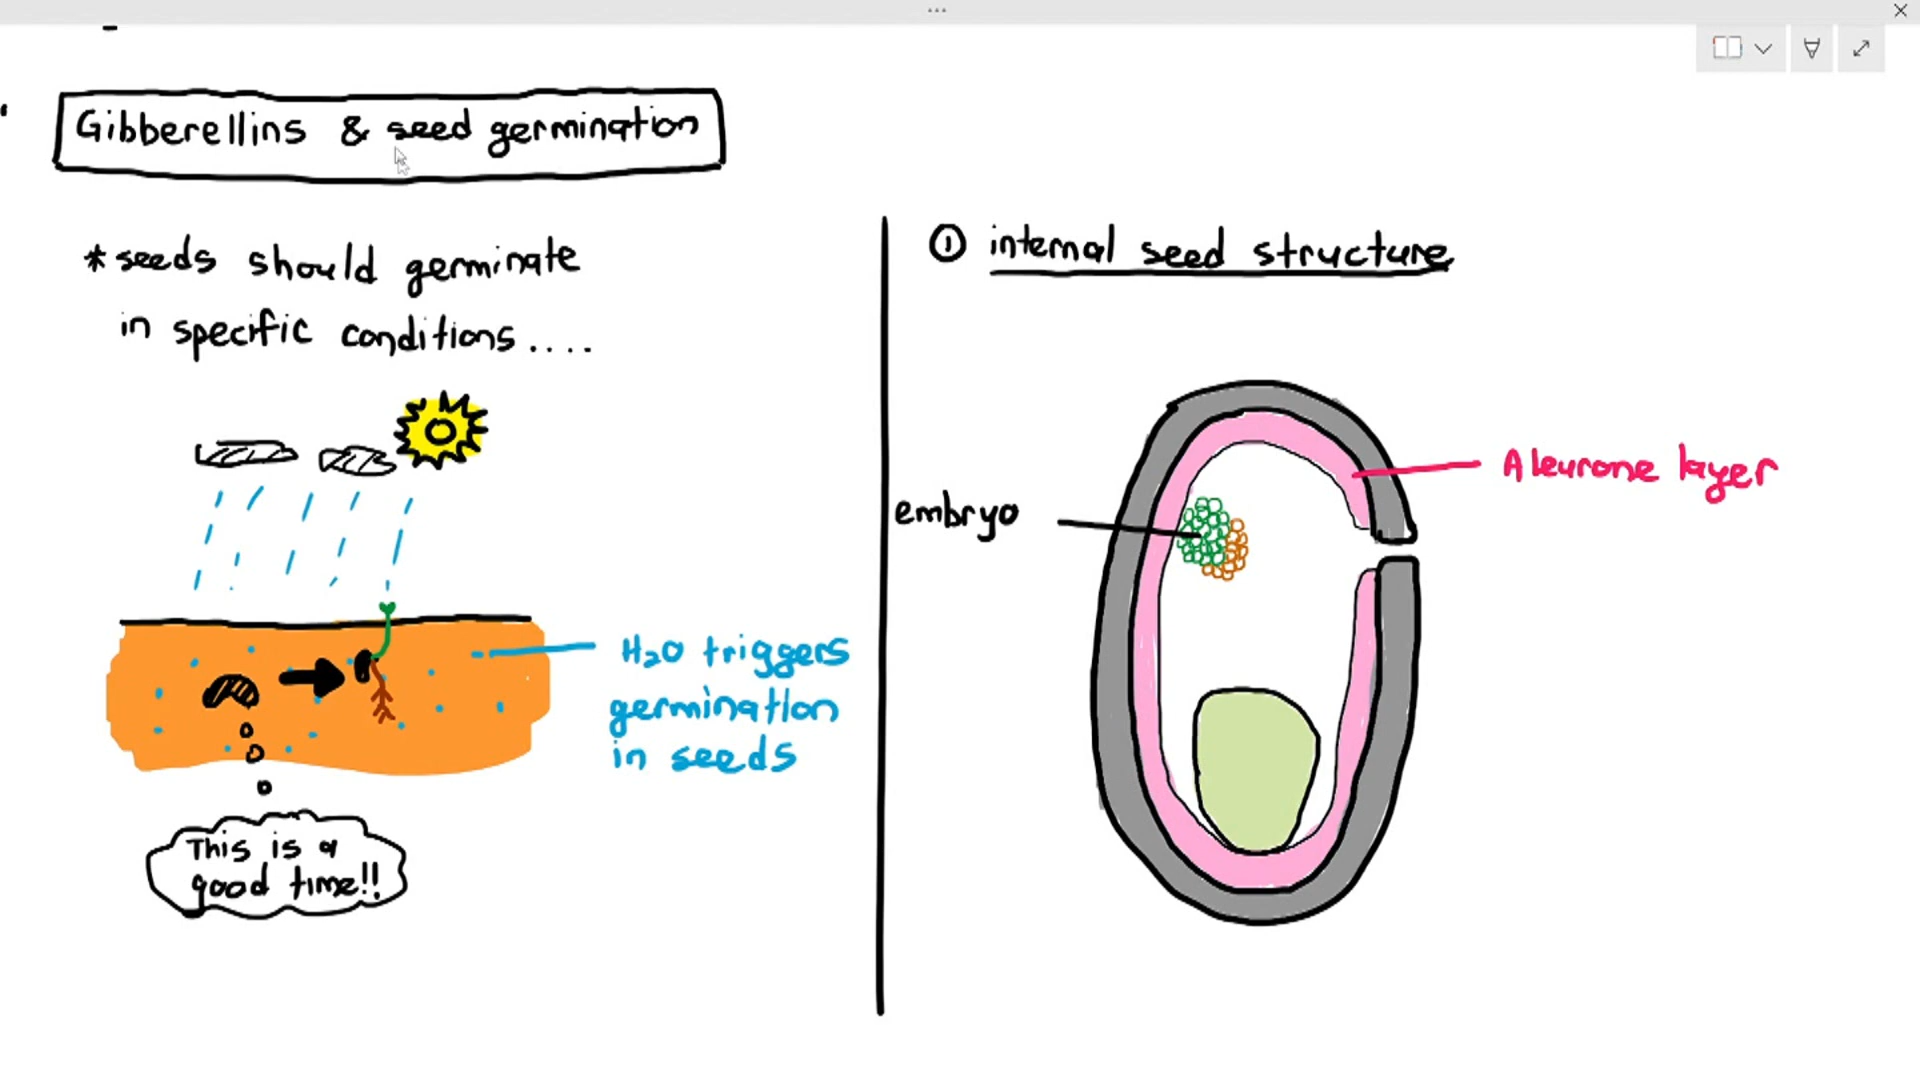 Gibberellins & seed germination
* seeds should germinate
in specific conditions....
H2O triggers
germination
in seeds
This is a
good time!!
① internal seed structure
embryo
Aleurone layer